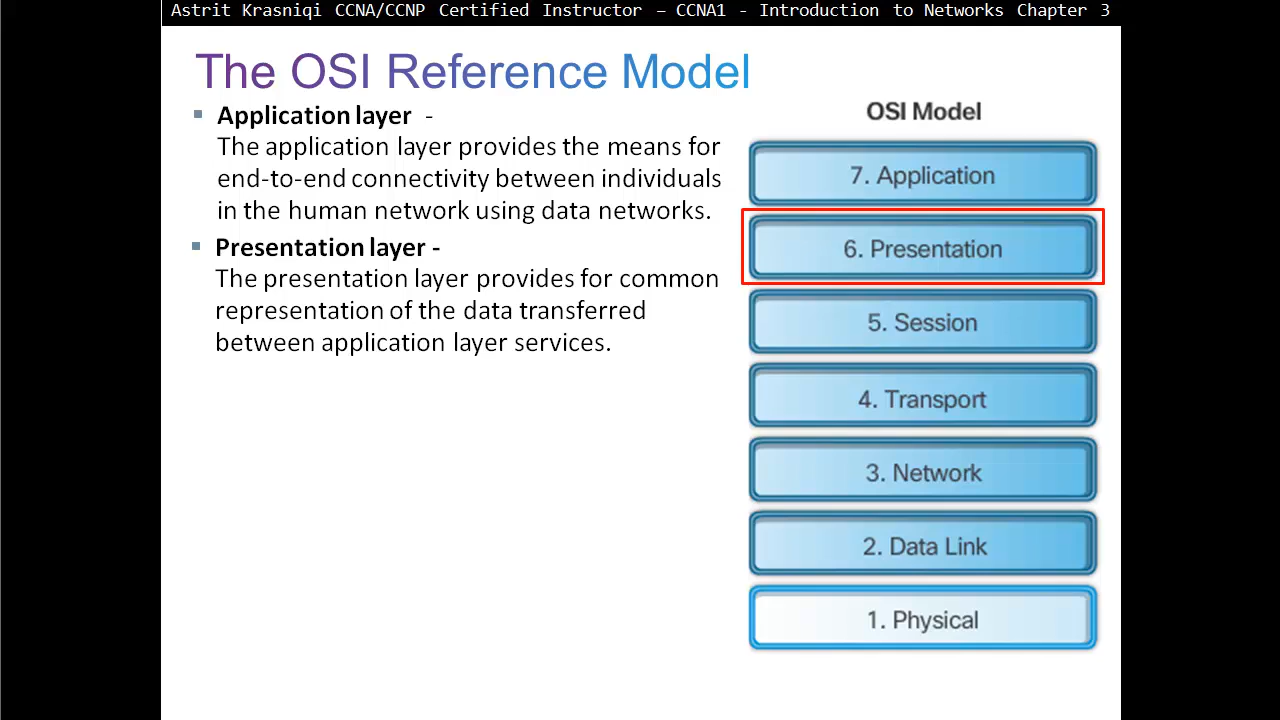 Astrit Krasniqi CCNA/CCNP Certified Instructor – CCNA1 - Introduction to Networks Chapter 3
The OSI Reference Model
Application layer -
The application layer provides the means for
end-to-end connectivity between individuals
in the human network using data networks.
Presentation layer -
The presentation layer provides for common
representation of the data transferred
between application layer services.
OSI Model
7. Application
6. Presentation
5. Session
4. Transport
3. Network
2. Data Link
1. Physical